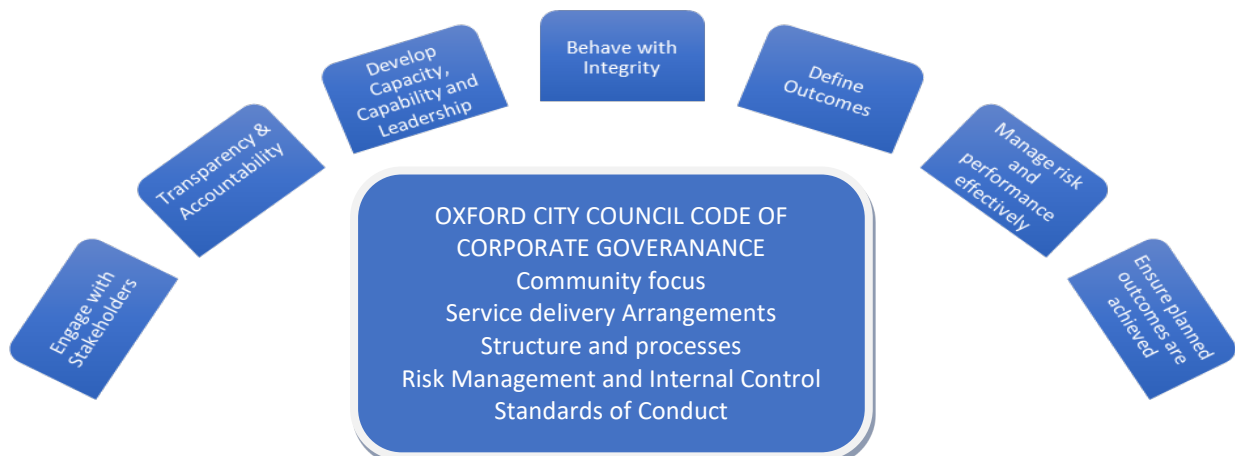 Engage with
Stakeholders
Transparency &
Accountability
Develop
Capacity,
Capability and
Leadership
Behave with
Integrity
Define
Outcomes
Manage risk
and
performance
effectively
Ensure planned
outcomes are
achieved
OXFORD CITY COUNCIL CODE OF
CORPORATE GOVERANANCE
Community focus
Service delivery Arrangements
Structure and processes
Risk Management and Internal Control
Standards of Conduct